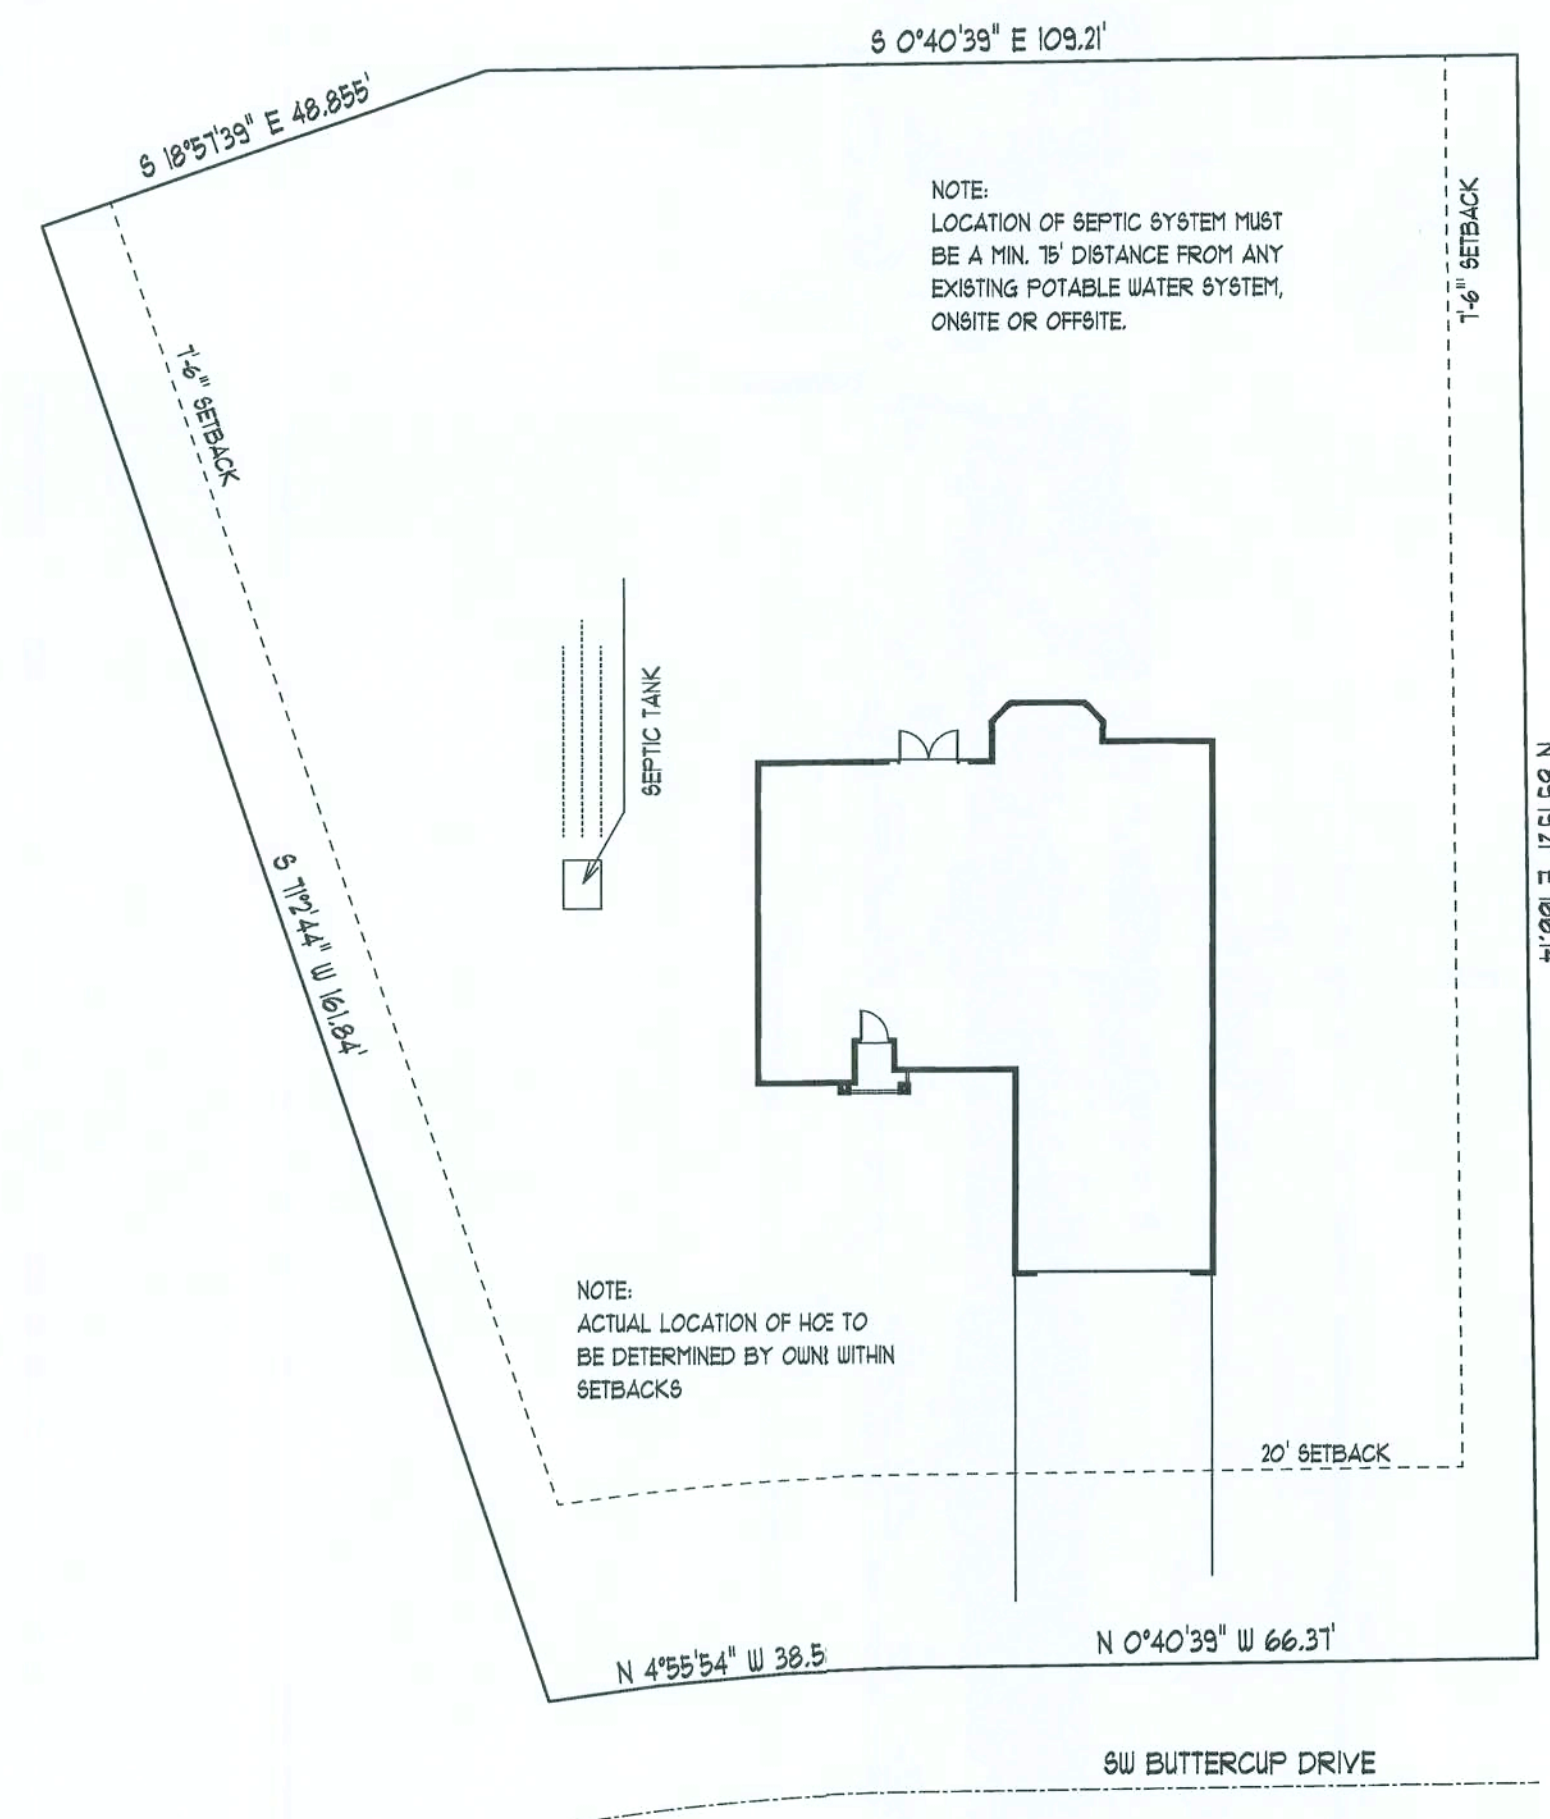 S 0°40'39" E 109.21'
S 18°57'39" E 48.855'
NOTE:
LOCATION OF SEPTIC SYSTEM MUST
BE A MIN. 75' DISTANCE FROM ANY
EXISTING POTABLE WATER SYSTEM,
ONSITE OR OFFSITE.
7'-6"' SETBACK
7'-6"' SETBACK
SEPTIC TANK
S 71°2'44" W 161.84'
NOTE:
ACTUAL LOCATION OF HOE TO
BE DETERMINED BY OWN WITHIN
SETBACKS
20' SETBACK
N 4°55'54" W 38.5
N 0°40'39" W 66.37'
SW BUTTERCUP DRIVE